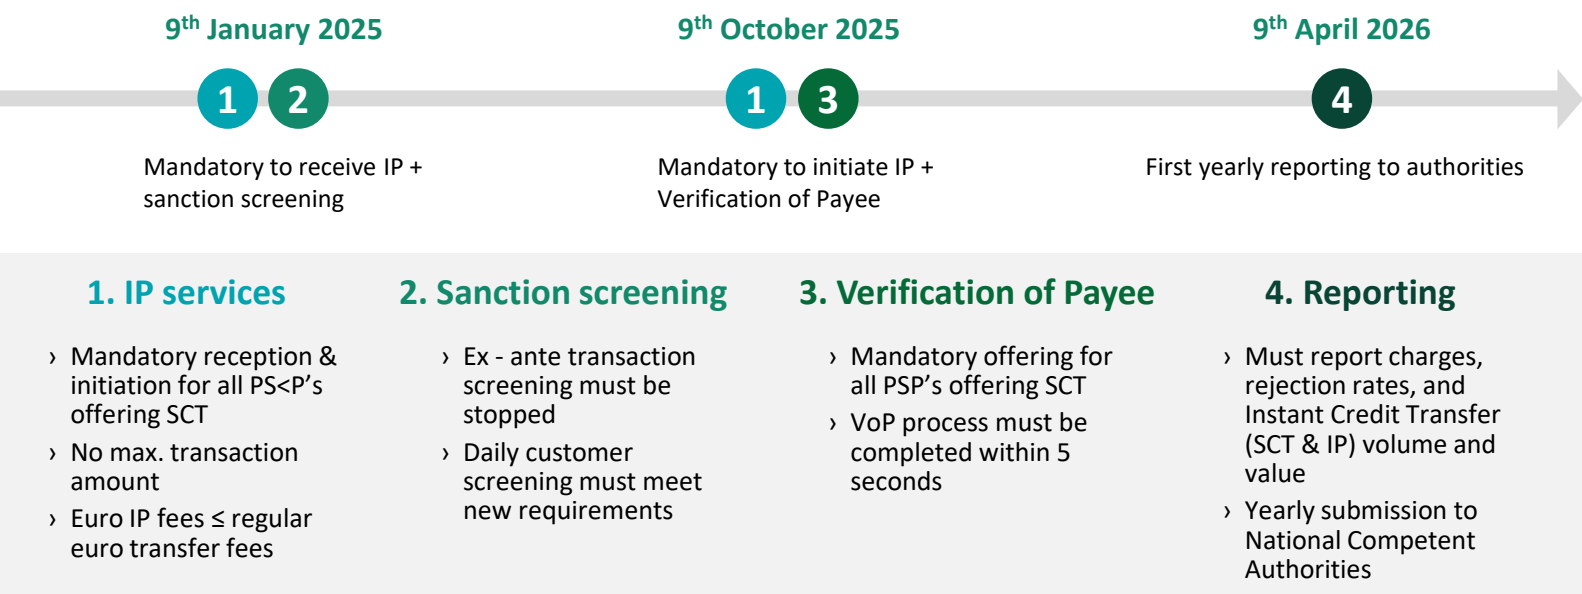 9th January 2025
9th October 2025
9th April 2026
1 2
1 3
4
Mandatory to receive IP +
sanction screening
Mandatory to initiate IP +
Verification of Payee
First yearly reporting to authorities
1. IP services
› Mandatory reception &
initiation for all PS<P’s
offering SCT
› No max. transaction
amount
› Euro IP fees ≤ regular
euro transfer fees
2. Sanction screening
› Ex - ante transaction
screening must be
stopped
› Daily customer
screening must meet
new requirements
3. Verification of Payee
› Mandatory offering for
all PSP’s offering SCT
› VoP process must be
completed within 5
seconds
4. Reporting
› Must report charges,
rejection rates, and
Instant Credit Transfer
(SCT & IP) volume and
value
› Yearly submission to
National Competent
Authorities